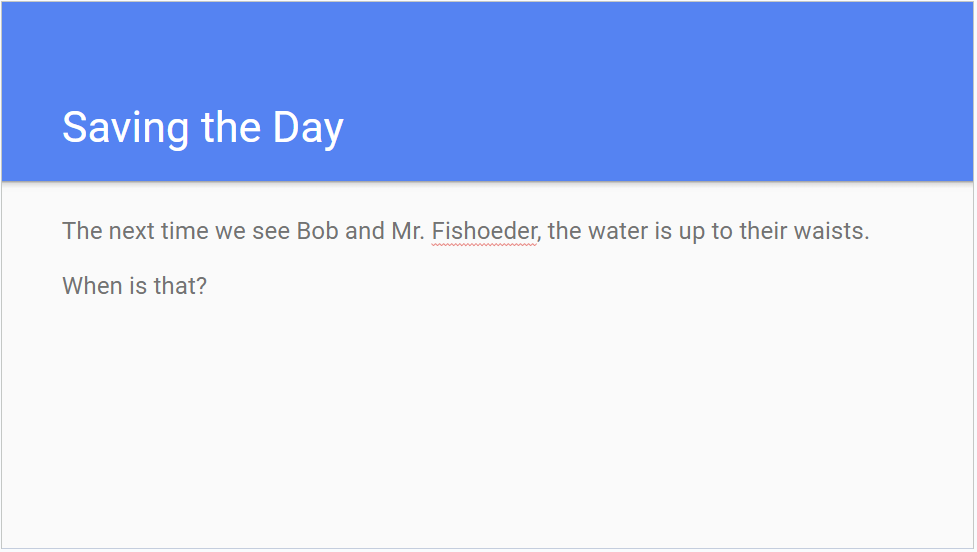 Saving the Day
The next time we see Bob and Mr. Fishoeder, the water is up to their waists.
When is that?